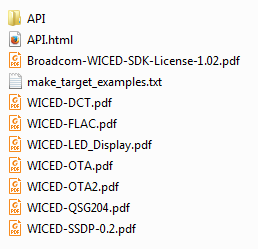 API
API.html
Broadcom-WICED-SDK-License-1.02.pdf
make_target_examples.txt
WICED-DCT.pdf
WICED-FLAC.pdf
WICED-LED_Display.pdf
WICED-OTA.pdf
WICED-OTA2.pdf
WICED-QSG204.pdf
WICED-SSDP-0.2.pdf